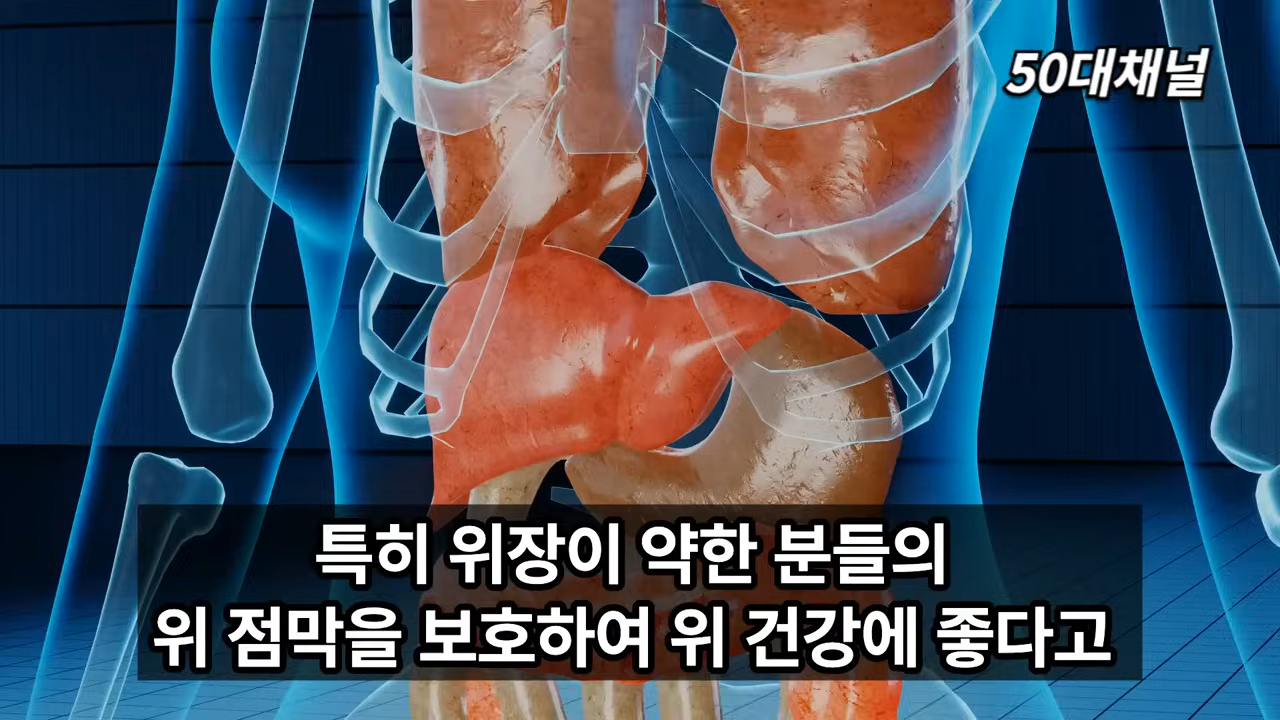 50대채널
특히 위장이 약한 분들의
위 점막을 보호하여 위 건강에 좋다고